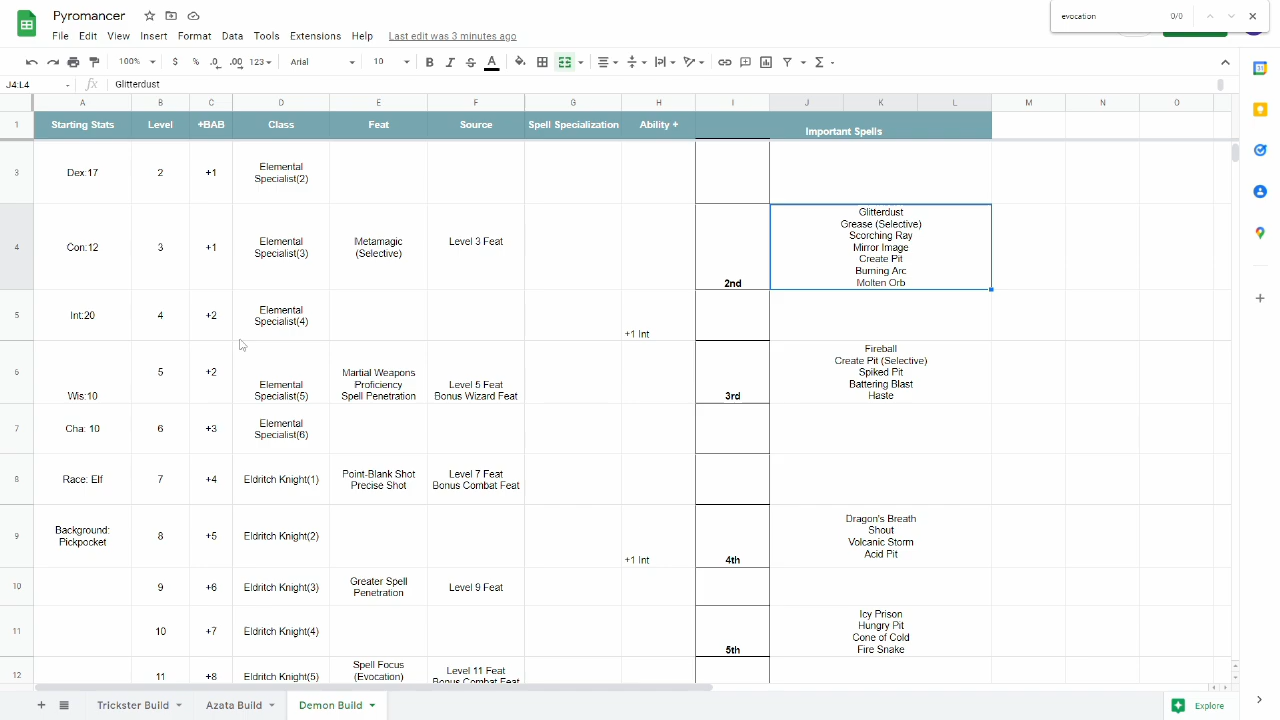 Pyromancer
evocation
0/0
File Edit View Insert Format Data Tools Extensions Help Last edit was 3 minutes ago
100% $ % .0 .00 123 Arial 10 B I S A
J4:L4 fx Glitterdust
A B C D E F G H I J K L M N O
1 Starting Stats Level +BAB Class Feat Source Spell Specialization Ability + Important Spells
3 Dex:17 2 +1 Elemental
Specialist(2)
4 Con:12 3 +1 Elemental
Specialist(3) Metamagic
(Selective) Level 3 Feat 2nd
Glitterdust
Grease (Selective)
Scorching Ray
Mirror Image
Create Pit
Burning Arc
Molten Orb
5 Int:20 4 +2 Elemental
Specialist(4) +1 Int
6 Wis:10 5 +2 Elemental
Specialist(5)
Martial Weapons
Proficiency
Spell Penetration
Level 5 Feat
Bonus Wizard Feat
3rd
Fireball
Create Pit (Selective)
Spiked Pit
Battering Blast
Haste
7 Cha: 10 6 +3 Elemental
Specialist(6)
8 Race: Elf 7 +4 Eldritch Knight(1)
Point-Blank Shot
Precise Shot
Level 7 Feat
Bonus Combat Feat
9 Background:
Pickpocket 8 +5 Eldritch Knight(2) +1 Int 4th
Dragon's Breath
Shout
Volcanic Storm
Acid Pit
10 9 +6 Eldritch Knight(3) Greater Spell
Penetration Level 9 Feat
11 10 +7 Eldritch Knight(4) 5th
Icy Prison
Hungry Pit
Cone of Cold
Fire Snake
12 11 +8 Eldritch Knight(5)
Spell Focus
(Evocation)
Level 11 Feat
Bonus Combat Feat
Trickster Build Azata Build Demon Build Explore